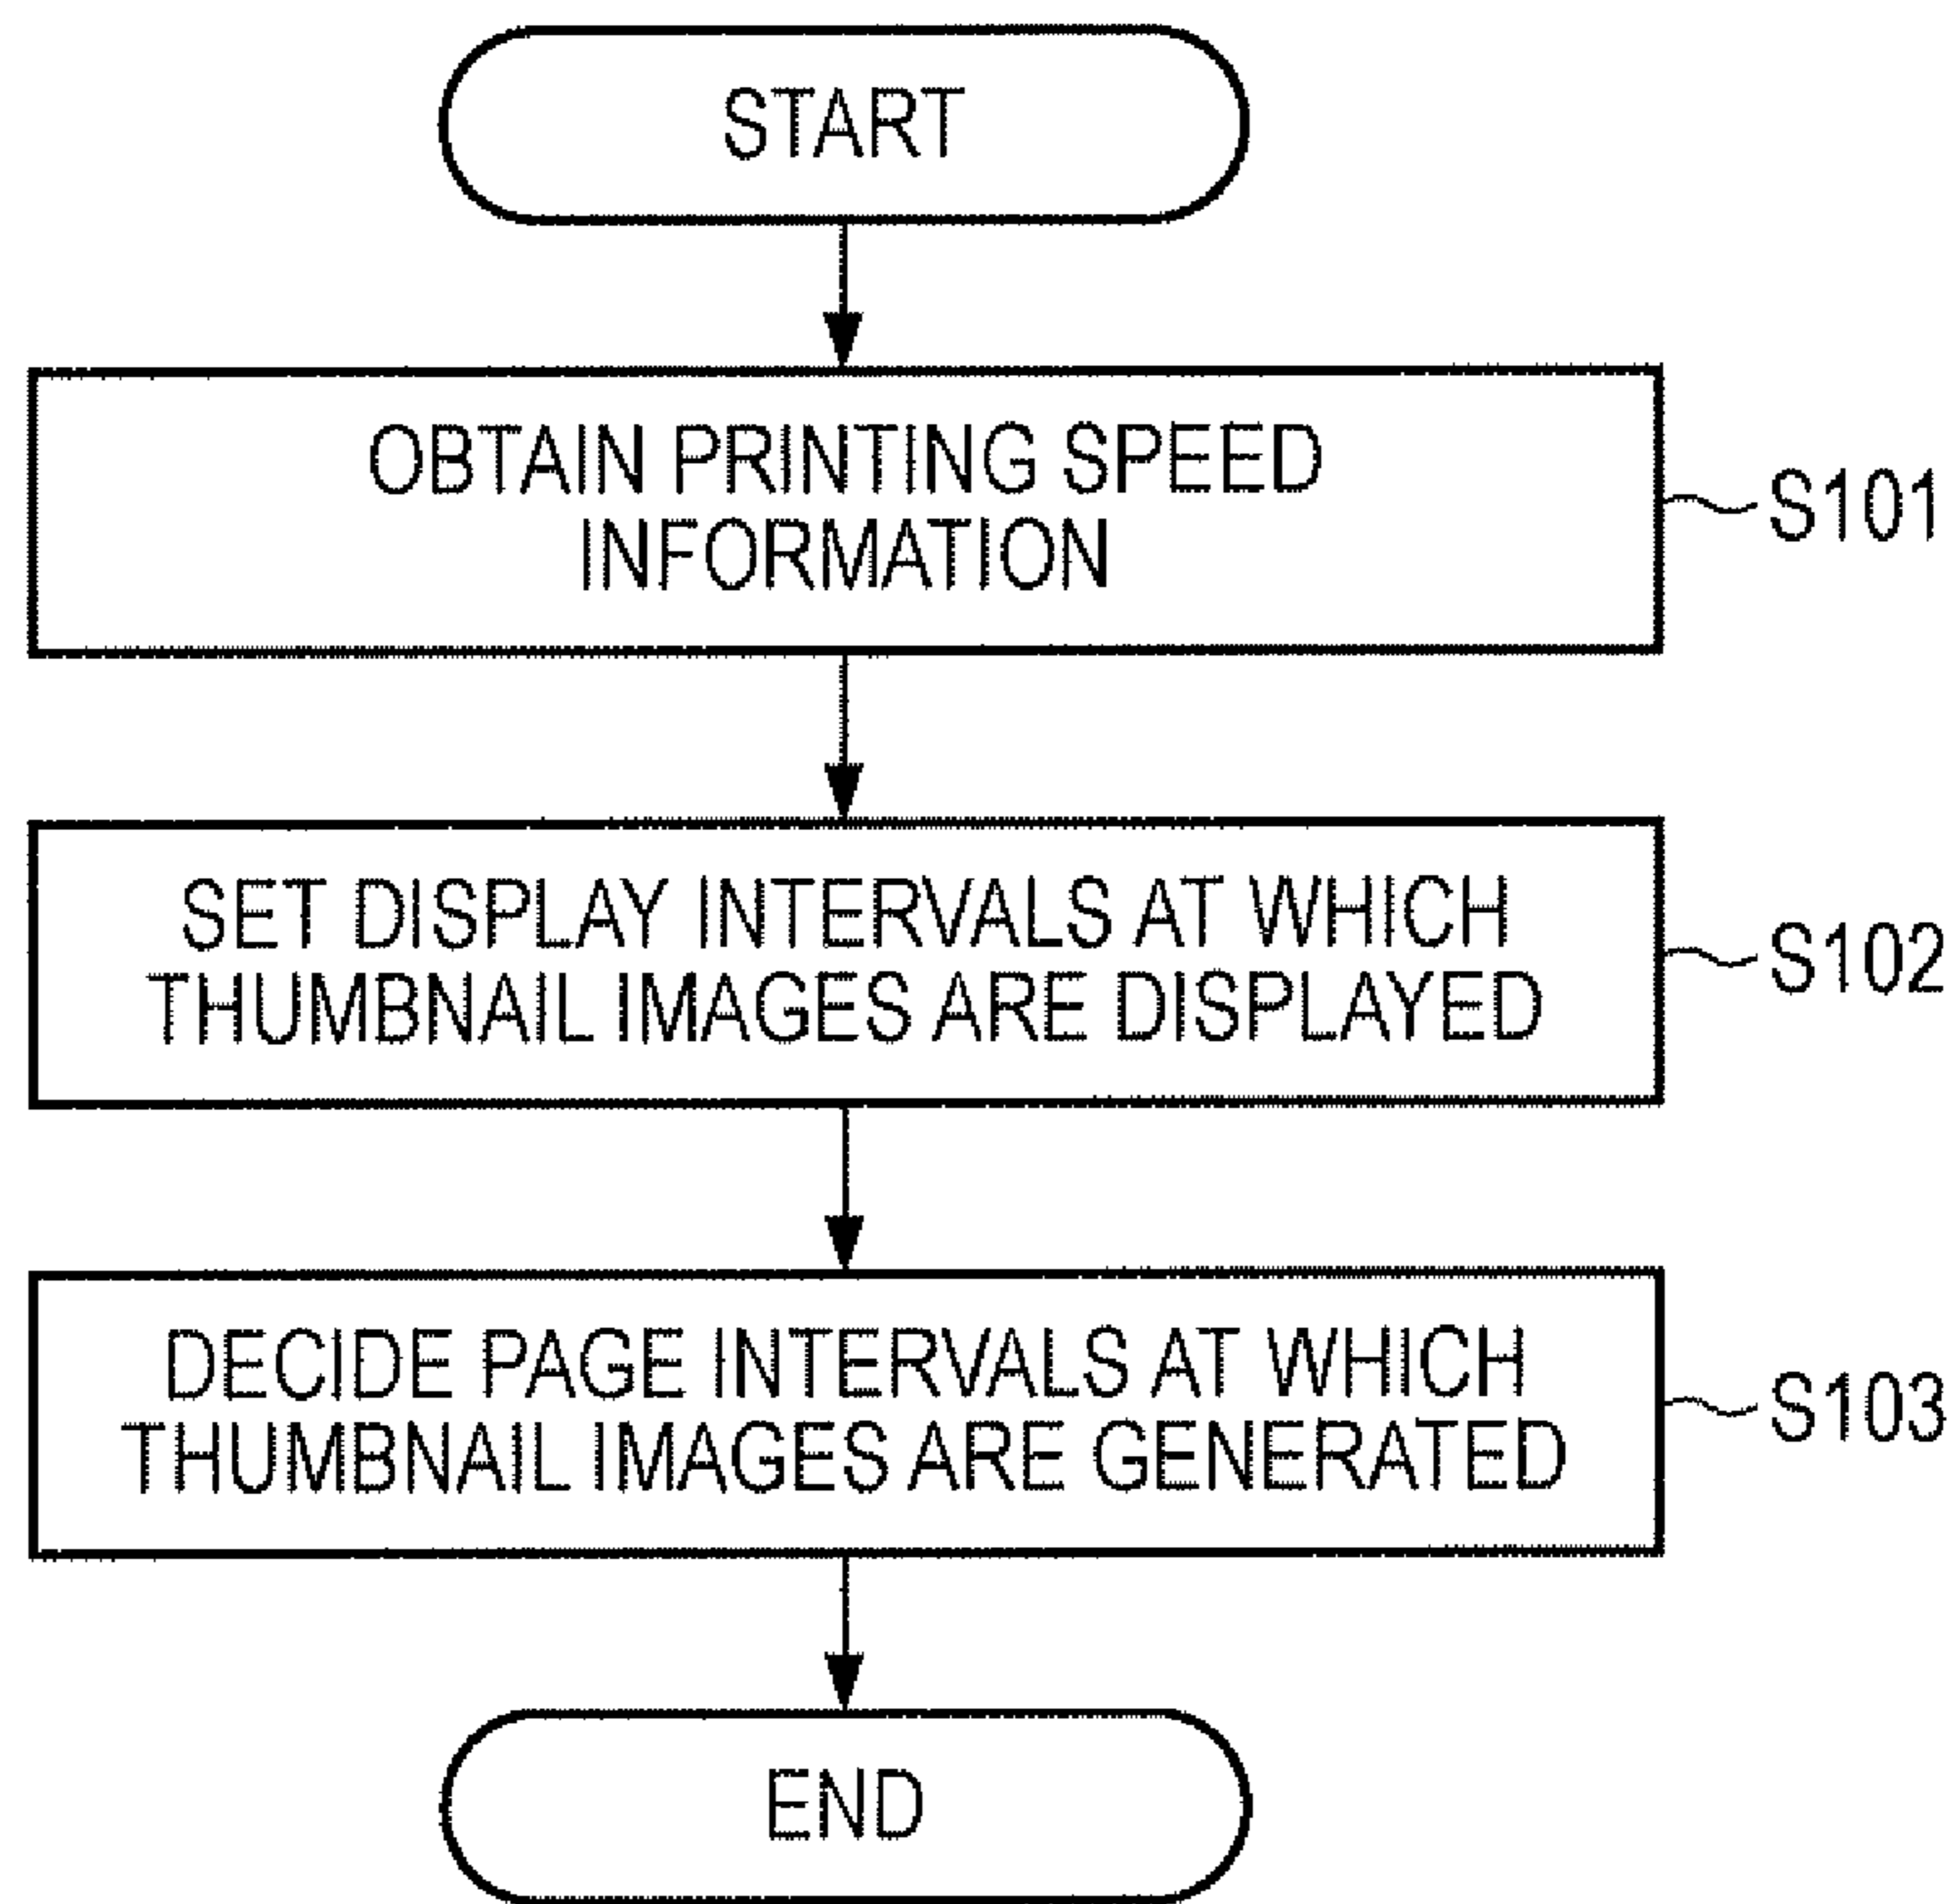 START
OBTAIN PRINTING SPEED
INFORMATION
S101
SET DISPLAY INTERVALS AT WHICH
THUMBNAIL IMAGES ARE DISPLAYED
S102
DECIDE PAGE INTERVALS AT WHICH
THUMBNAIL IMAGES ARE GENERATED
S103
END